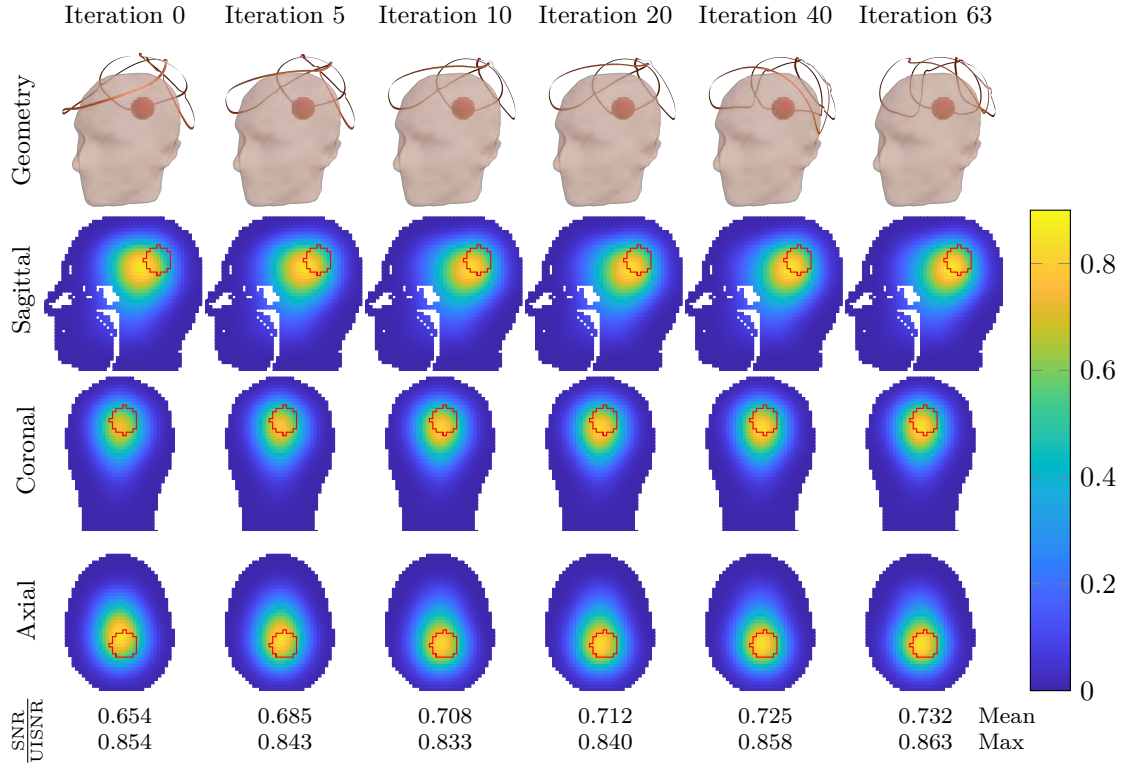 Iteration 0 Iteration 5 Iteration 10 Iteration 20 Iteration 40 Iteration 63
Geometry
Sagittal
Coronal
Axial
0.8
0.6
0.4
0.2
0
SNR
UISNR
0.654 0.685 0.708 0.712 0.725 0.732 Mean
0.854 0.843 0.833 0.840 0.858 0.863 Max